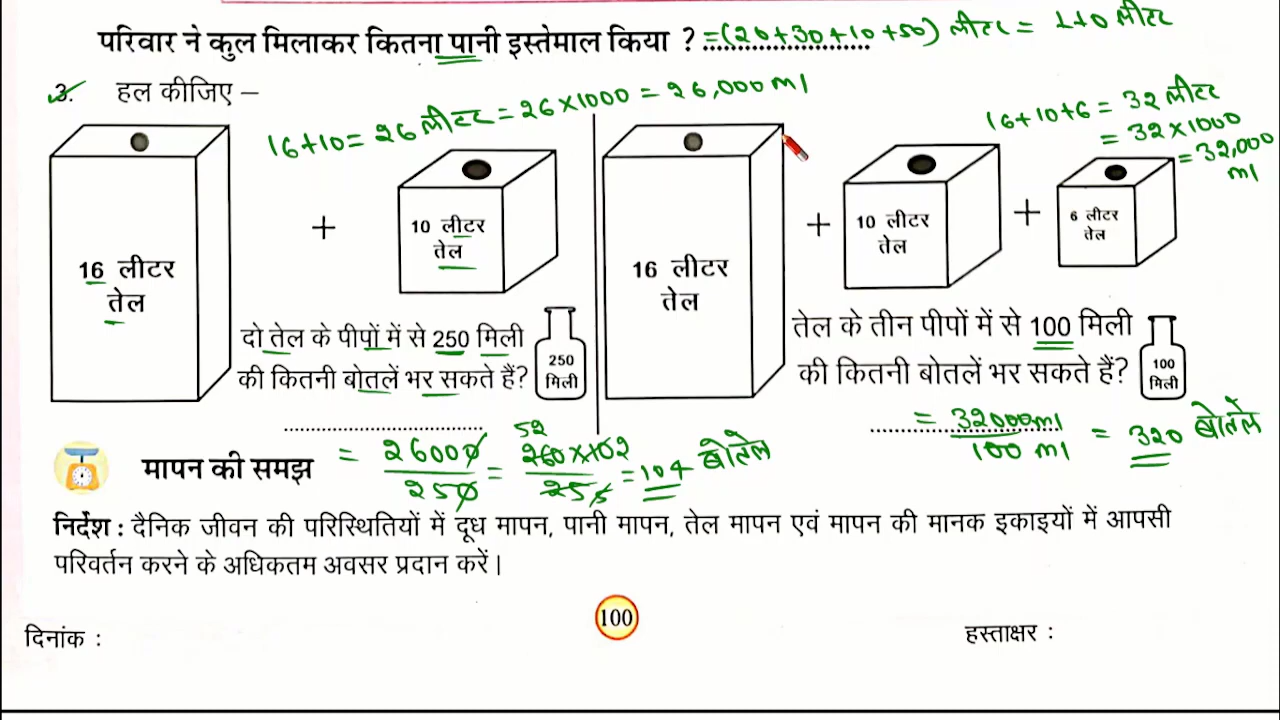 परिवार ने कुल मिलाकर कितना पानी इस्तेमाल किया ? =(20+30+10+50) लीटर = 110 लीटर
3. हल कीजिए –
16+10= 26 लीटर = 26×1000 = 26,000 ml
16+10+6 = 32 लीटर
= 32×1000
= 32,000
ml
16 लीटर
तेल
+
10 लीटर
तेल
दो तेल के पीपों में से 250 मिली
की कितनी बोतलें भर सकते हैं?
250
मिली
16 लीटर
तेल
+
10 लीटर
तेल
+
6 लीटर
तेल
तेल के तीन पीपों में से 100 मिली
की कितनी बोतलें भर सकते हैं?
100
मिली
= 32000ml / 100 ml = 320 बोतलें
मापन की समझ
52
= 26000 / 250 = 260×102 / 255 = 104 बोतलें
निर्देश : दैनिक जीवन की परिस्थितियों में दूध मापन, पानी मापन, तेल मापन एवं मापन की मानक इकाइयों में आपसी
परिवर्तन करने के अधिकतम अवसर प्रदान करें।
100
दिनांक :
हस्ताक्षर :